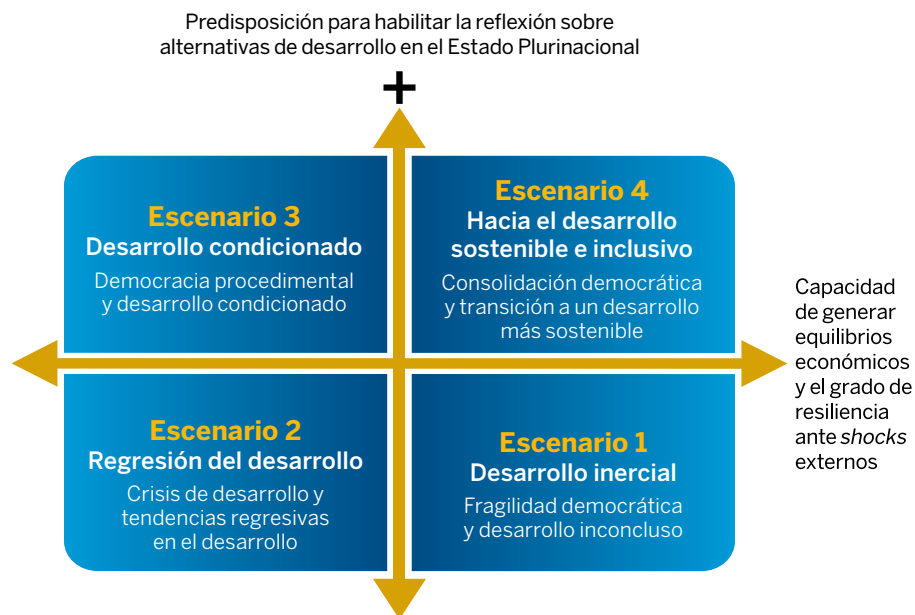 Predisposición para habilitar la reflexión sobre
alternativas de desarrollo en el Estado Plurinacional
+
Escenario 3
Desarrollo condicionado
Democracia procedimental
y desarrollo condicionado
Escenario 4
Hacia el desarrollo
sostenible e inclusivo
Consolidación democrática
y transición a un desarrollo
más sostenible
Capacidad
de generar
equilibrios
económicos
y el grado de
resiliencia
ante shocks
externos
Escenario 2
Regresión del desarrollo
Crisis de desarrollo y
tendencias regresivas
en el desarrollo
Escenario 1
Desarrollo inercial
Fragilidad democrática
y desarrollo inconcluso